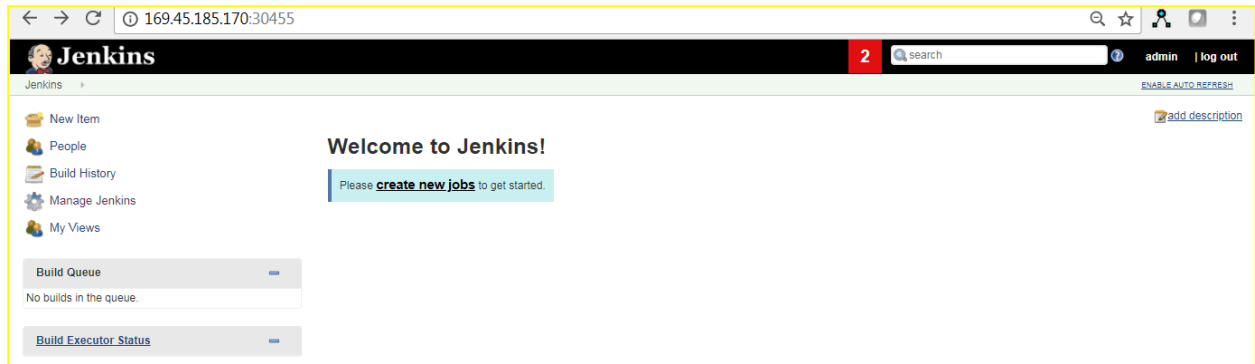 169.45.185.170:30455
Jenkins 2 search admin | log out
Jenkins ENABLE AUTO REFRESH
add description
New Item
People
Build History
Manage Jenkins
My Views
Welcome to Jenkins!
Please create new jobs to get started.
Build Queue
No builds in the queue.
Build Executor Status